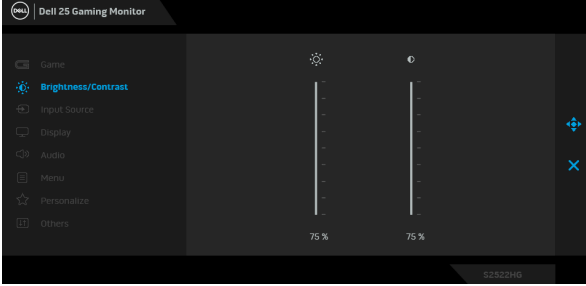 DELL
Dell 25 Gaming Monitor
Game
Brightness/Contrast
Input Source
Display
Audio
Menu
Personalize
Others
75 %
75 %
S2522HG